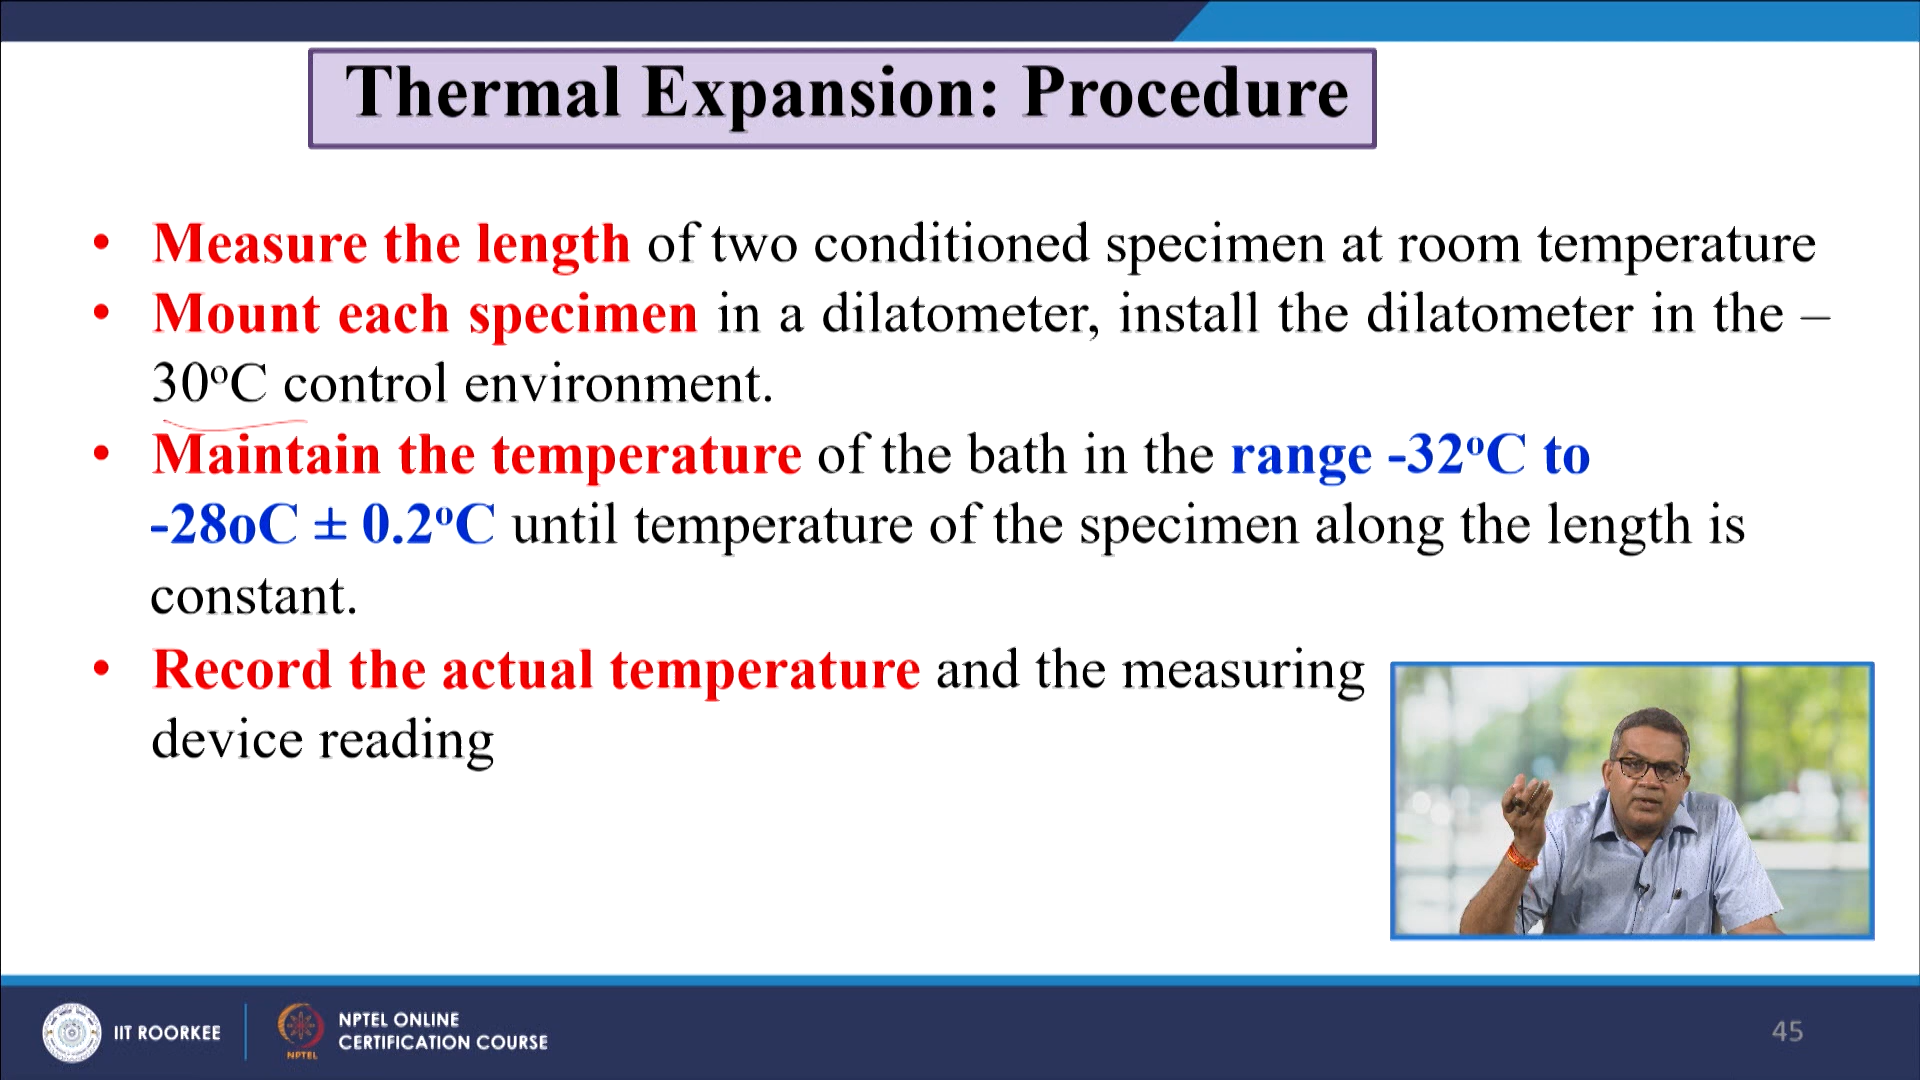 Thermal Expansion: Procedure
• Measure the length of two conditioned specimen at room temperature
• Mount each specimen in a dilatometer, install the dilatometer in the –
30ºC control environment.
• Maintain the temperature of the bath in the range -32ºC to
-28oC ± 0.2ºC until temperature of the specimen along the length is
constant.
• Record the actual temperature and the measuring
device reading
IIT ROORKEE
NPTEL
NPTEL ONLINE
CERTIFICATION COURSE
45